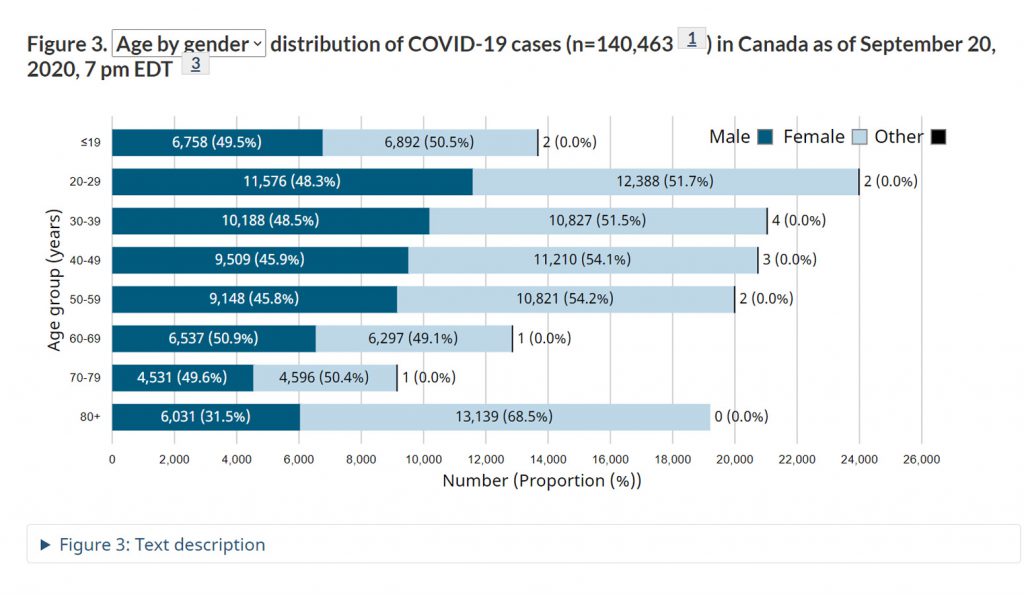 Figure 3. Age by gender distribution of COVID-19 cases (n=140,463 1 ) in Canada as of September 20,
2020, 7 pm EDT 3
Male Female Other
Age group (years)
≤19 6,758 (49.5%) 6,892 (50.5%) 2 (0.0%)
20-29 11,576 (48.3%) 12,388 (51.7%) 2 (0.0%)
30-39 10,188 (48.5%) 10,827 (51.5%) 4 (0.0%)
40-49 9,509 (45.9%) 11,210 (54.1%) 3 (0.0%)
50-59 9,148 (45.8%) 10,821 (54.2%) 2 (0.0%)
60-69 6,537 (50.9%) 6,297 (49.1%) 1 (0.0%)
70-79 4,531 (49.6%) 4,596 (50.4%) 1 (0.0%)
80+ 6,031 (31.5%) 13,139 (68.5%) 0 (0.0%)
0 2,000 4,000 6,000 8,000 10,000 12,000 14,000 16,000 18,000 20,000 22,000 24,000 26,000
Number (Proportion (%))
Figure 3: Text description